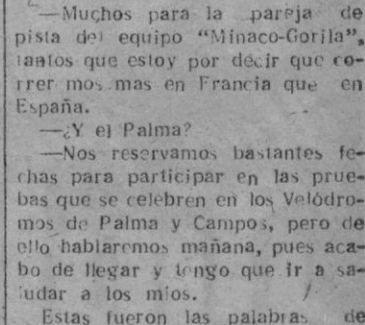 —Muchos para la pareja de
pista del equipo “Minaco-Gorila”,
tantos que estoy por decir que co-
rrer mos mas en Francia que en
España.
—¿Y el Palma?
—Nos reservamos bastantes fe-
chas para participar en las prue-
bas que se celebren en los Velódro-
mos de Palma y Campos, pero de
ello hablaremos mañana, pues aca-
bo de llegar y tengo que ir a sa-
ludar a los míos.
Estas fueron las palabras de